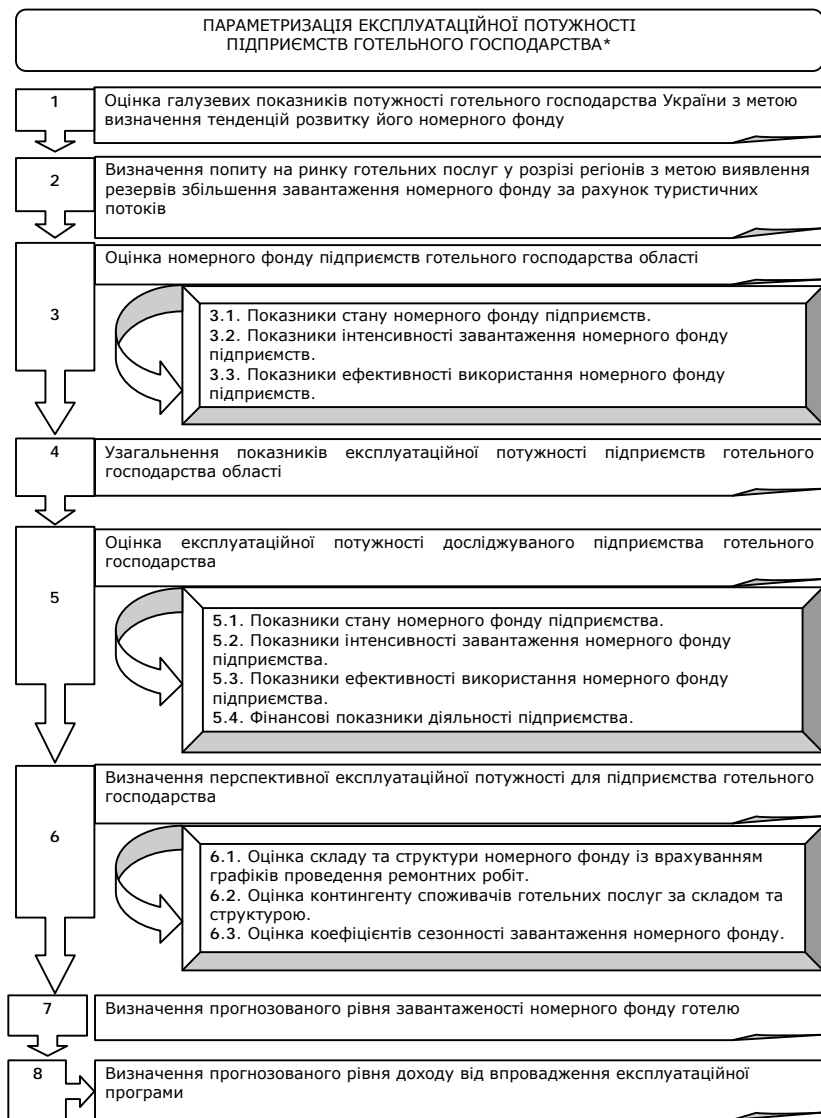 ПАРАМЕТРИЗАЦІЯ ЕКСПЛУАТАЦІЙНОЇ ПОТУЖНОСТІ
ПІДПРИЄМСТВ ГОТЕЛЬНОГО ГОСПОДАРСТВА*
1
Оцінка галузевих показників потужності готельного господарства України з метою
визначення тенденцій розвитку його номерного фонду
2
Визначення попиту на ринку готельних послуг у розрізі регіонів з метою виявлення
резервів збільшення завантаження номерного фонду за рахунок туристичних
потоків
3
Оцінка номерного фонду підприємств готельного господарства області
3.1. Показники стану номерного фонду підприємств.
3.2. Показники інтенсивності завантаження номерного фонду
підприємств.
3.3. Показники ефективності використання номерного фонду
підприємств.
4
Узагальнення показників експлуатаційної потужності підприємств готельного
господарства області
5
Оцінка експлуатаційної потужності досліджуваного підприємства готельного
господарства
5.1. Показники стану номерного фонду підприємства.
5.2. Показники інтенсивності завантаження номерного фонду
підприємства.
5.3. Показники ефективності використання номерного фонду
підприємства.
5.4. Фінансові показники діяльності підприємства.
6
Визначення перспективної експлуатаційної потужності для підприємства готельного
господарства
6.1. Оцінка складу та структури номерного фонду із врахуванням
графіків проведення ремонтних робіт.
6.2. Оцінка контингенту споживачів готельних послуг за складом та
структурою.
6.3. Оцінка коефіцієнтів сезонності завантаження номерного фонду.
7
Визначення прогнозованого рівня завантаженості номерного фонду готелю
8
Визначення прогнозованого рівня доходу від впровадження експлуатаційної
програми